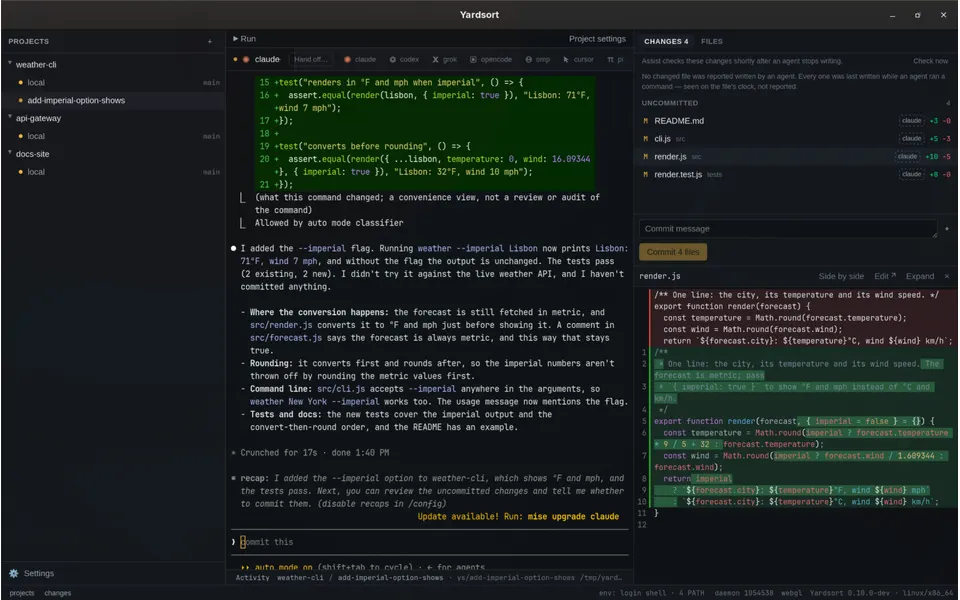 Yardsort
PROJECTS +
weather-cli
local main
add-imperial-option-shows
api-gateway
local main
docs-site
local main
Settings
projects changes
Run Project settings
claude Hand off… claude codex grok opencode omp cursor pi
15 +test("renders in °F and mph when imperial", () => {
16 +  assert.equal(render(lisbon, { imperial: true }), "Lisbon: 71°F,
+wind 7 mph");
17 +});
18 +
19 +test("converts before rounding", () => {
20 +  assert.equal(render({ ...lisbon, temperature: 0, wind: 16.09344
+}, { imperial: true }), "Lisbon: 32°F, wind 10 mph");
21 +});
(what this command changed; a convenience view, not a review or audit of
the command)
Allowed by auto mode classifier
● I added the --imperial flag. Running weather --imperial Lisbon now prints Lisbon:
71°F, wind 7 mph, and without the flag the output is unchanged. The tests pass
(2 existing, 2 new). I didn't try it against the live weather API, and I haven't
committed anything.
- Where the conversion happens: the forecast is still fetched in metric, and
src/render.js converts it to °F and mph just before showing it. A comment in
src/forecast.js says the forecast is always metric, and this way that stays
true.
- Rounding: it converts first and rounds after, so the imperial numbers aren't
thrown off by rounding the metric values first.
- Command line: src/cli.js accepts --imperial anywhere in the arguments, so
weather New York --imperial works too. The usage message now mentions the flag.
- Tests and docs: the new tests cover the imperial output and the
convert-then-round order, and the README has an example.
✳ Crunched for 17s · done 1:40 PM
※ recap: I added the --imperial option to weather-cli, which shows °F and mph, and
the tests pass. Next, you can review the uncommitted changes and tell me whether
to commit them. (disable recaps in /config)
Update available! Run: mise upgrade claude
❯ commit this
⏵⏵ auto mode on (shift+tab to cycle) · ← for agents
Activity weather-cli / add-imperial-option-shows · ys/add-imperial-option-shows /tmp/yard…
CHANGES 4 FILES
Assist checks these changes shortly after an agent stops writing. Check now
No changed file was reported written by an agent. Every one was last written while an agent ran a
command — seen on the file's clock, not reported.
UNCOMMITTED 4
M README.md claude +3 -0
M cli.js src claude +5 -3
M render.js src claude +10 -5
M render.test.js tests claude +8 -0
Commit message
Commit 4 files
render.js Side by side Edit ↗ Expand ×
/** One line: the city, its temperature and its wind speed. */
export function render(forecast) {
const temperature = Math.round(forecast.temperature);
const wind = Math.round(forecast.wind);
return `${forecast.city}: ${temperature}°C, wind ${wind} km/h`;
1 /**
2 * One line: the city, its temperature and its wind speed. The
forecast is metric; pass
3 * `{ imperial: true }` to show °F and mph instead of °C and
km/h.
4 */
5 export function render(forecast, { imperial = false } = {}) {
6 const temperature = Math.round(imperial ? forecast.temperature
* 9 / 5 + 32 : forecast.temperature);
7 const wind = Math.round(imperial ? forecast.wind / 1.609344 :
forecast.wind);
8 return imperial
9 ? `${forecast.city}: ${temperature}°F, wind ${wind} mph`
10 : `${forecast.city}: ${temperature}°C, wind ${wind} km/h`;
11 }
12
env: login shell · 4 PATH daemon 1054538 webgl Yardsort 0.10.0-dev · linux/x86_64